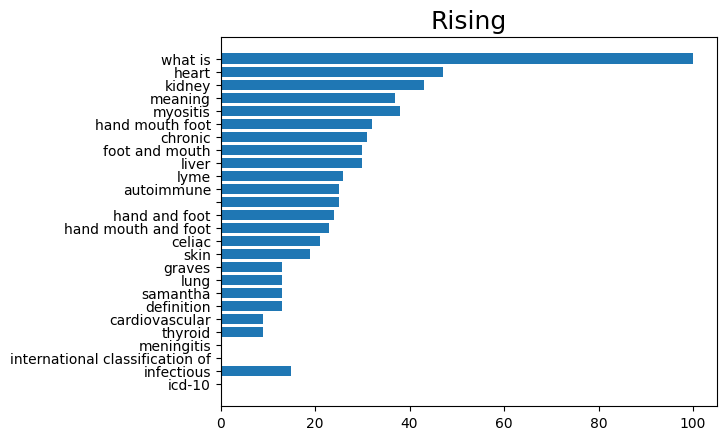 Rising
what is
heart
kidney
meaning
myositis
hand mouth foot
chronic
foot and mouth
liver
lyme
autoimmune
hand and foot
hand mouth and foot
celiac
skin
graves
lung
samantha
definition
cardiovascular
thyroid
meningitis
international classification of
infectious
icd-10
0 20 40 60 80 100